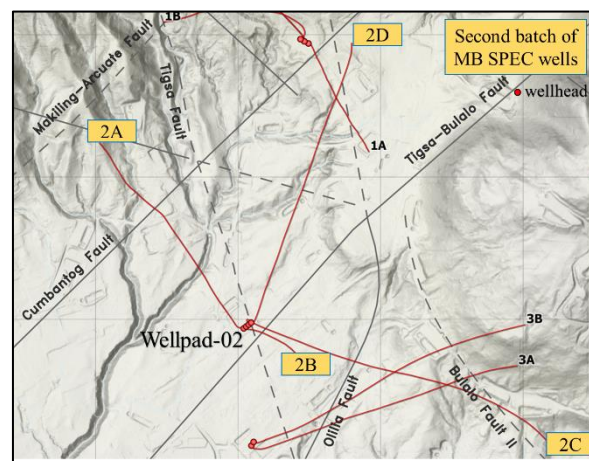 1B
2D
Second batch of
MB SPEC wells
wellhead
Makiling-Arcuate Fault
Tigsa Fault
2A
1A
Tigsa-Bulalo Fault
Cumbantog Fault
Wellpad-02
2B
3B
3A
Olilia Fault
Bulalo Fault II
2C